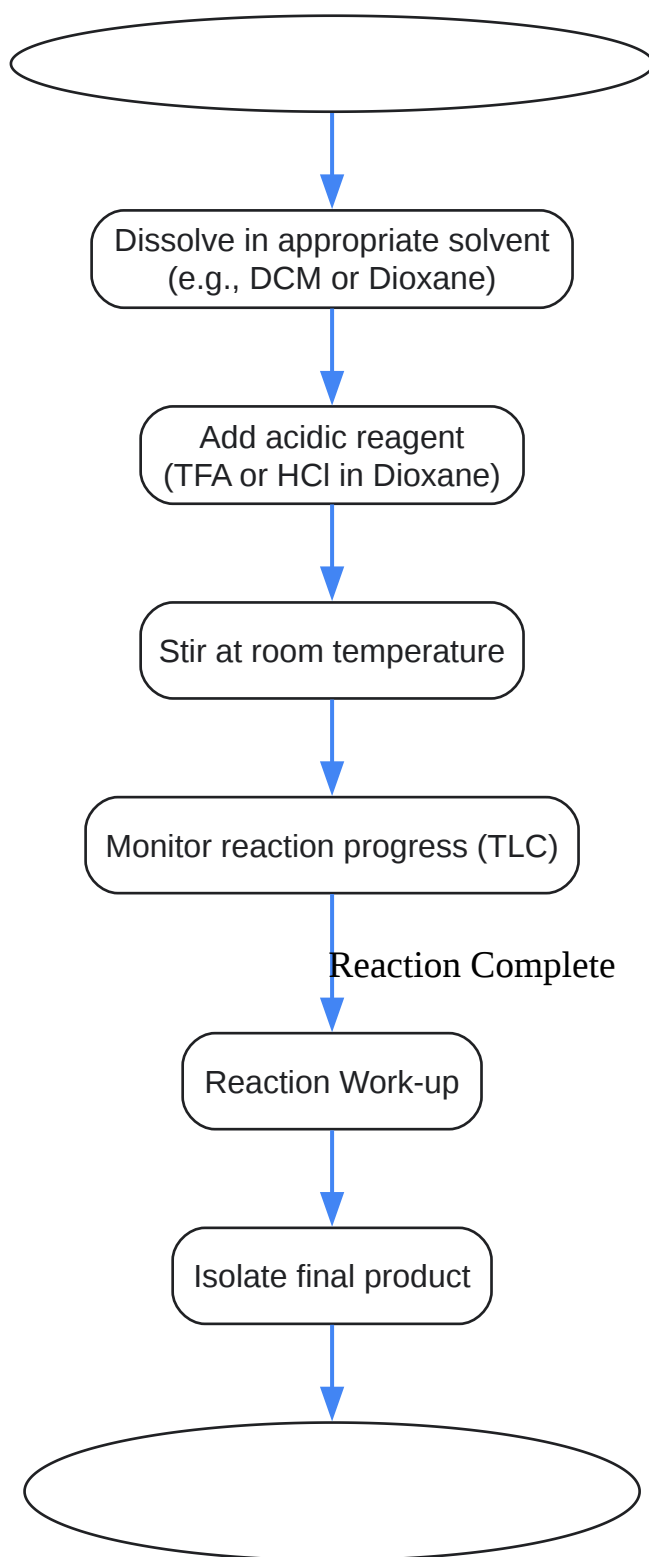 Dissolve in appropriate solvent
(e.g., DCM or Dioxane)
Add acidic reagent
(TFA or HCl in Dioxane)
Stir at room temperature
Monitor reaction progress (TLC)
Reaction Complete
Reaction Work-up
Isolate final product